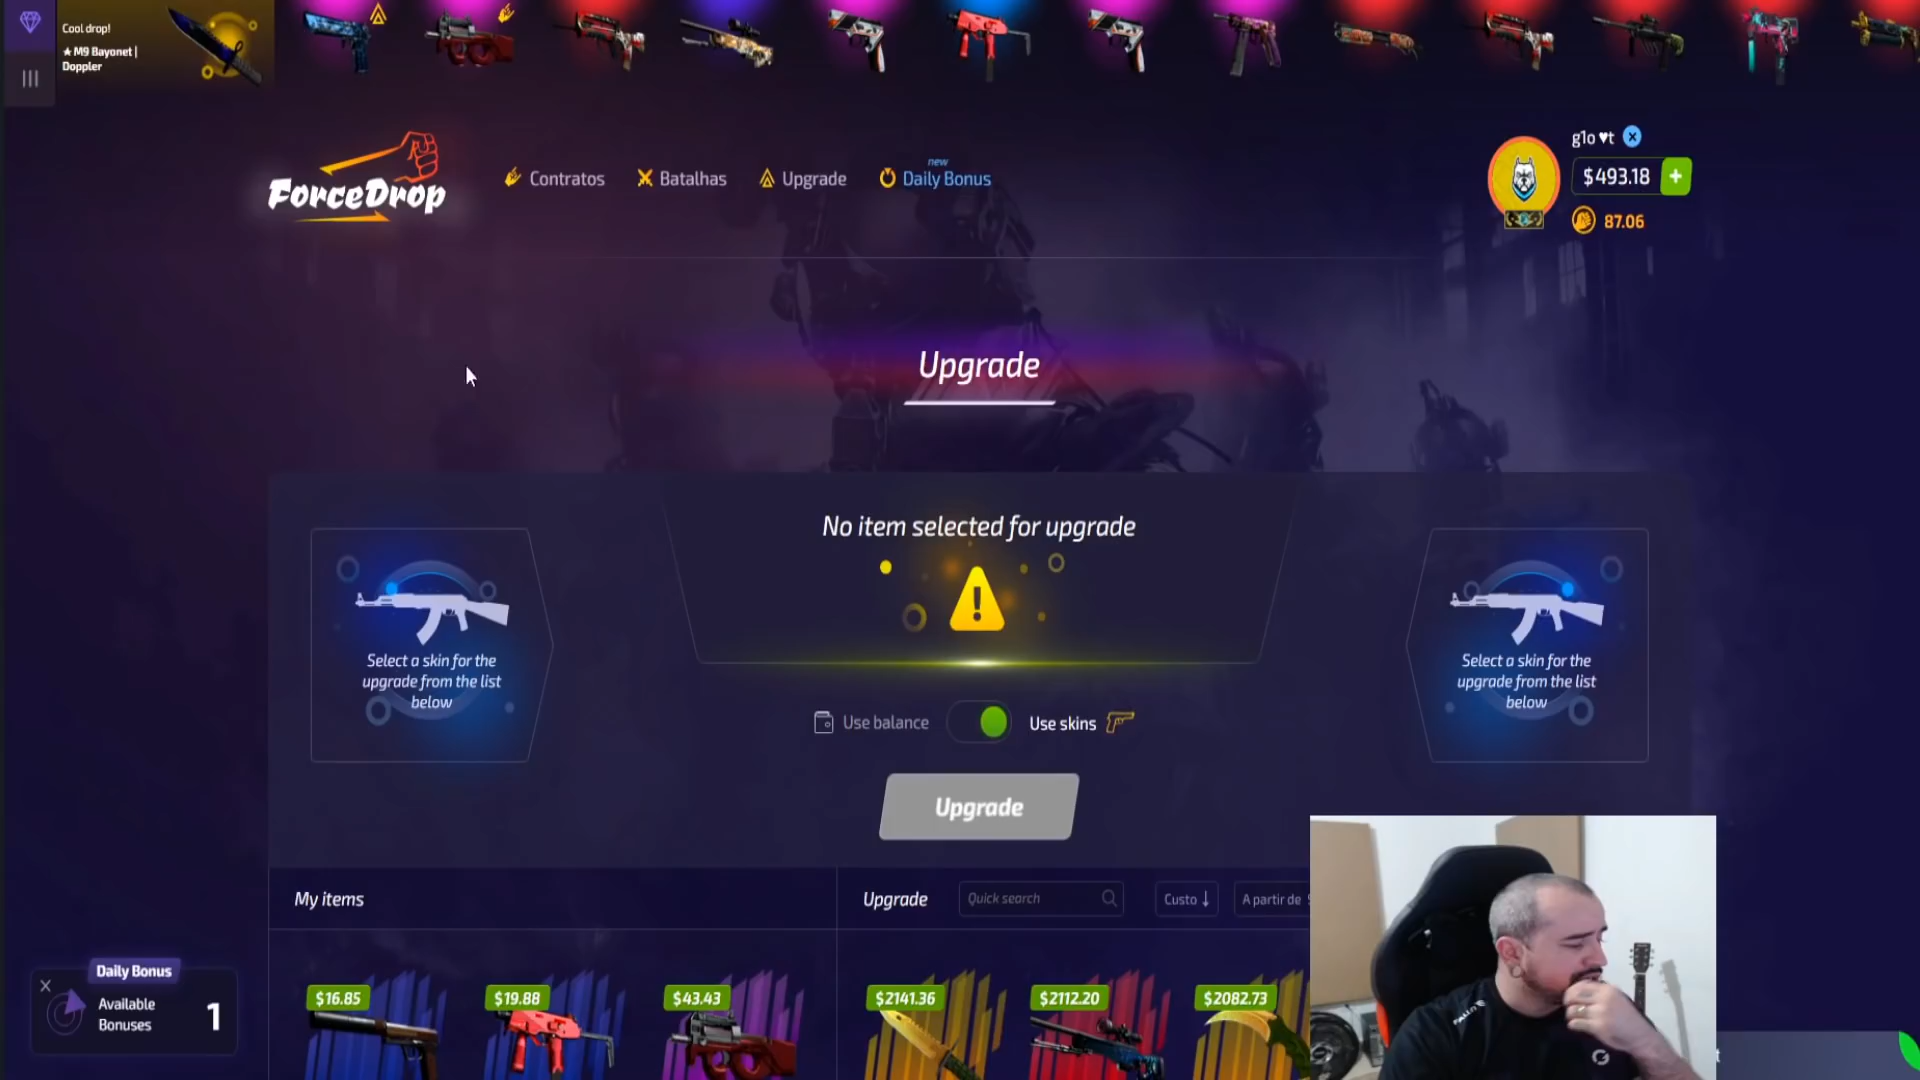 Cool drop!
★ M9 Bayonet |
Doppler
ForceDrop
Contratos
Batalhas
Upgrade
new
Daily Bonus
g1o ♥t
$493.18
+
87.06
Upgrade
No item selected for upgrade
Select a skin for the
upgrade from the list
below
Select a skin for the
upgrade from the list
below
Use balance
Use skins
Upgrade
My items
Upgrade
Quick search
Custo ↓
A partir de
$16.85
$19.88
$43.43
$2141.36
$2112.20
$2082.73
Daily Bonus
Available
Bonuses
1